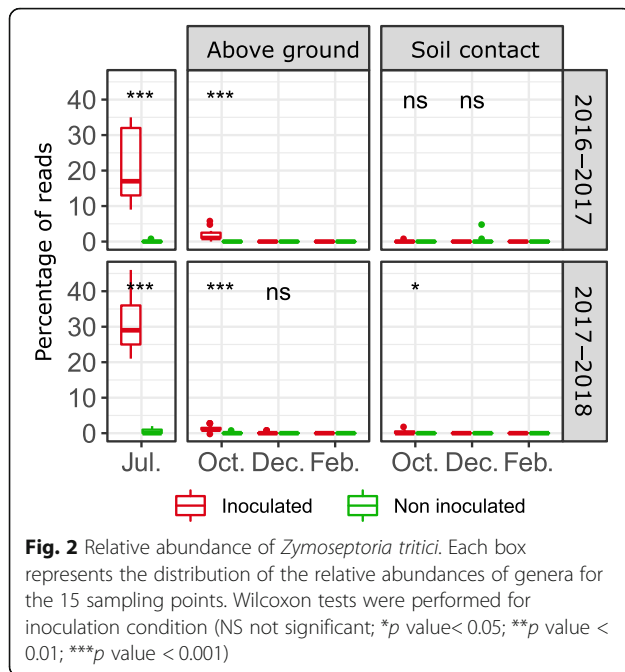 Above ground
Soil contact
Percentage of reads
40
30
20
10
0
***
***
ns
ns
2016–2017
40
30
20
10
0
***
***
ns
*
2017–2018
Jul.
Oct. Dec. Feb.
Oct. Dec. Feb.
Inoculated
Non inoculated
Fig. 2 Relative abundance of Zymoseptoria tritici. Each box
represents the distribution of the relative abundances of genera for
the 15 sampling points. Wilcoxon tests were performed for
inoculation condition (NS not significant; *p value< 0.05; **p value <
0.01; ***p value < 0.001)